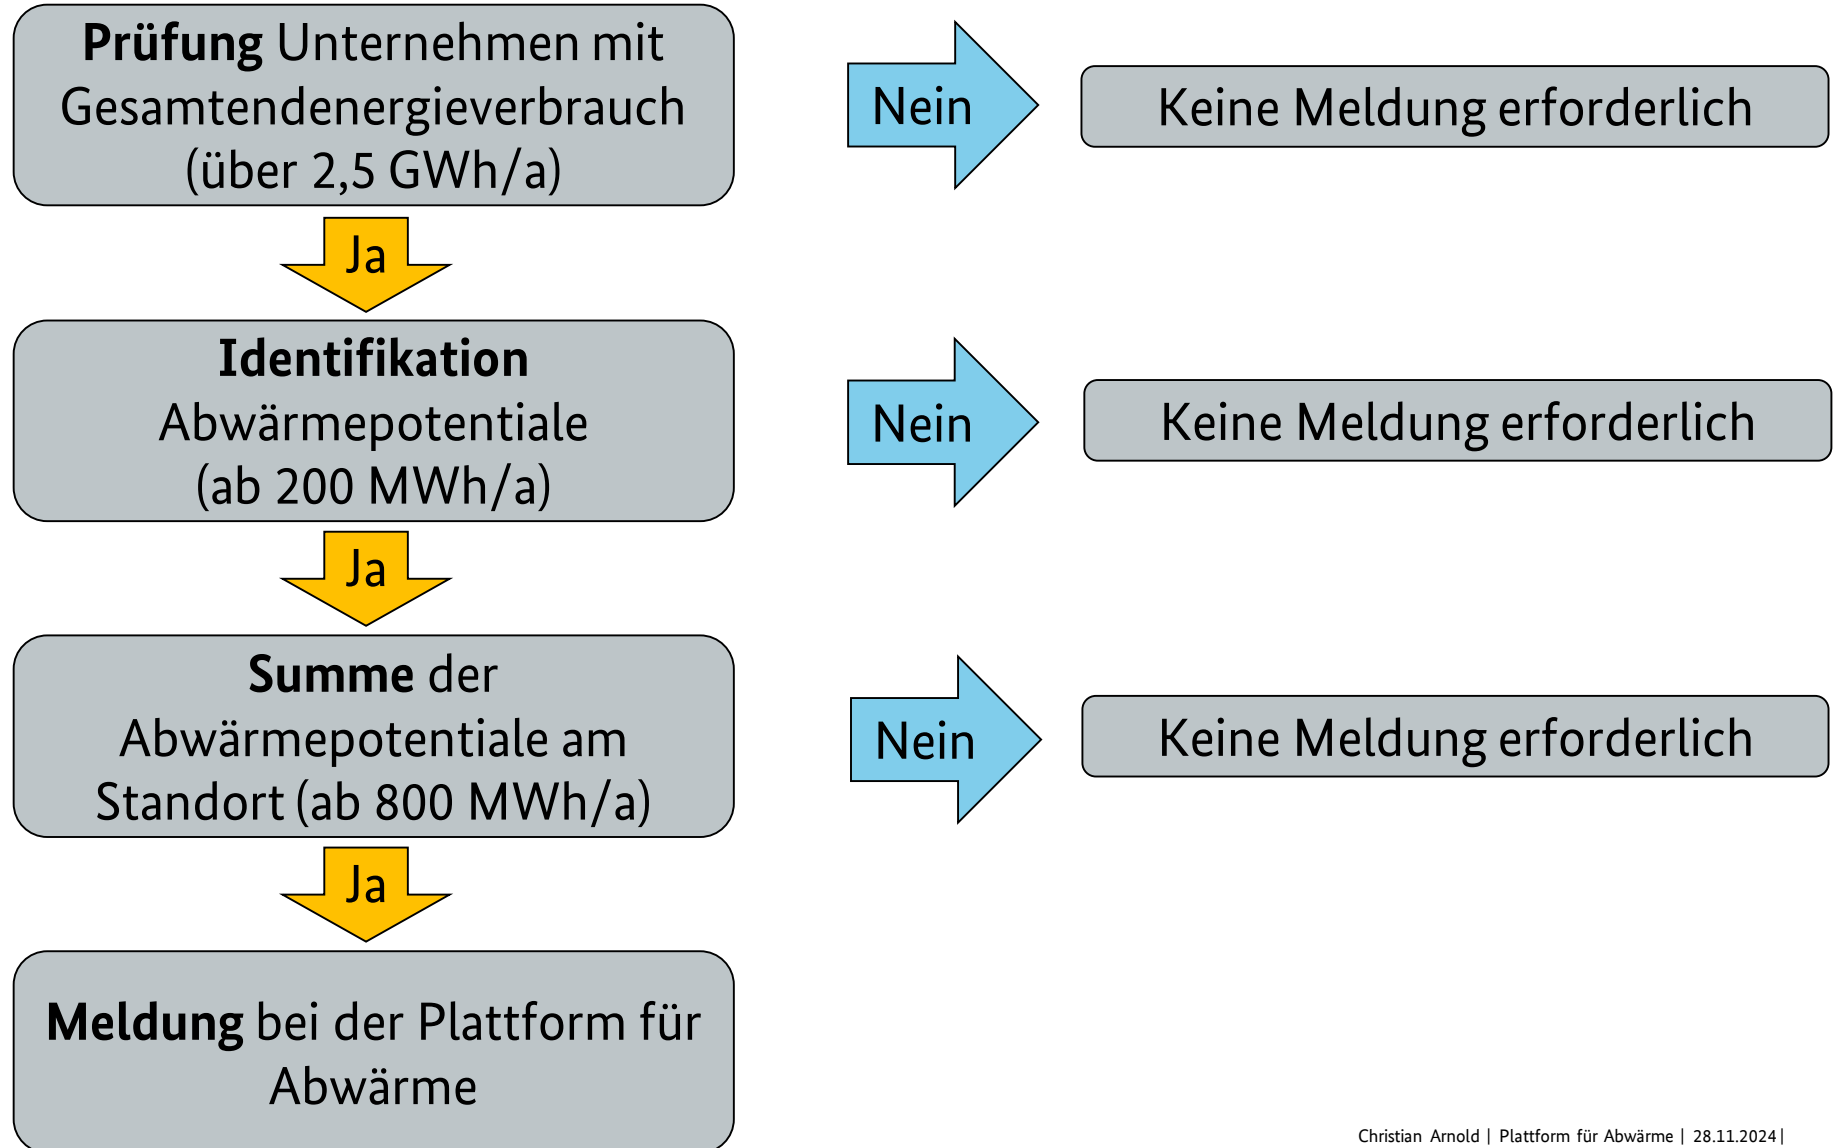 Prüfung Unternehmen mit
Gesamtendenergieverbrauch
(über 2,5 GWh/a)
Nein
Keine Meldung erforderlich
Ja
Identifikation
Abwärmepotentiale
(ab 200 MWh/a)
Nein
Keine Meldung erforderlich
Ja
Summe der
Abwärmepotentiale am
Standort (ab 800 MWh/a)
Nein
Keine Meldung erforderlich
Ja
Meldung bei der Plattform für
Abwärme
Christian Arnold | Plattform für Abwärme | 28.11.2024|